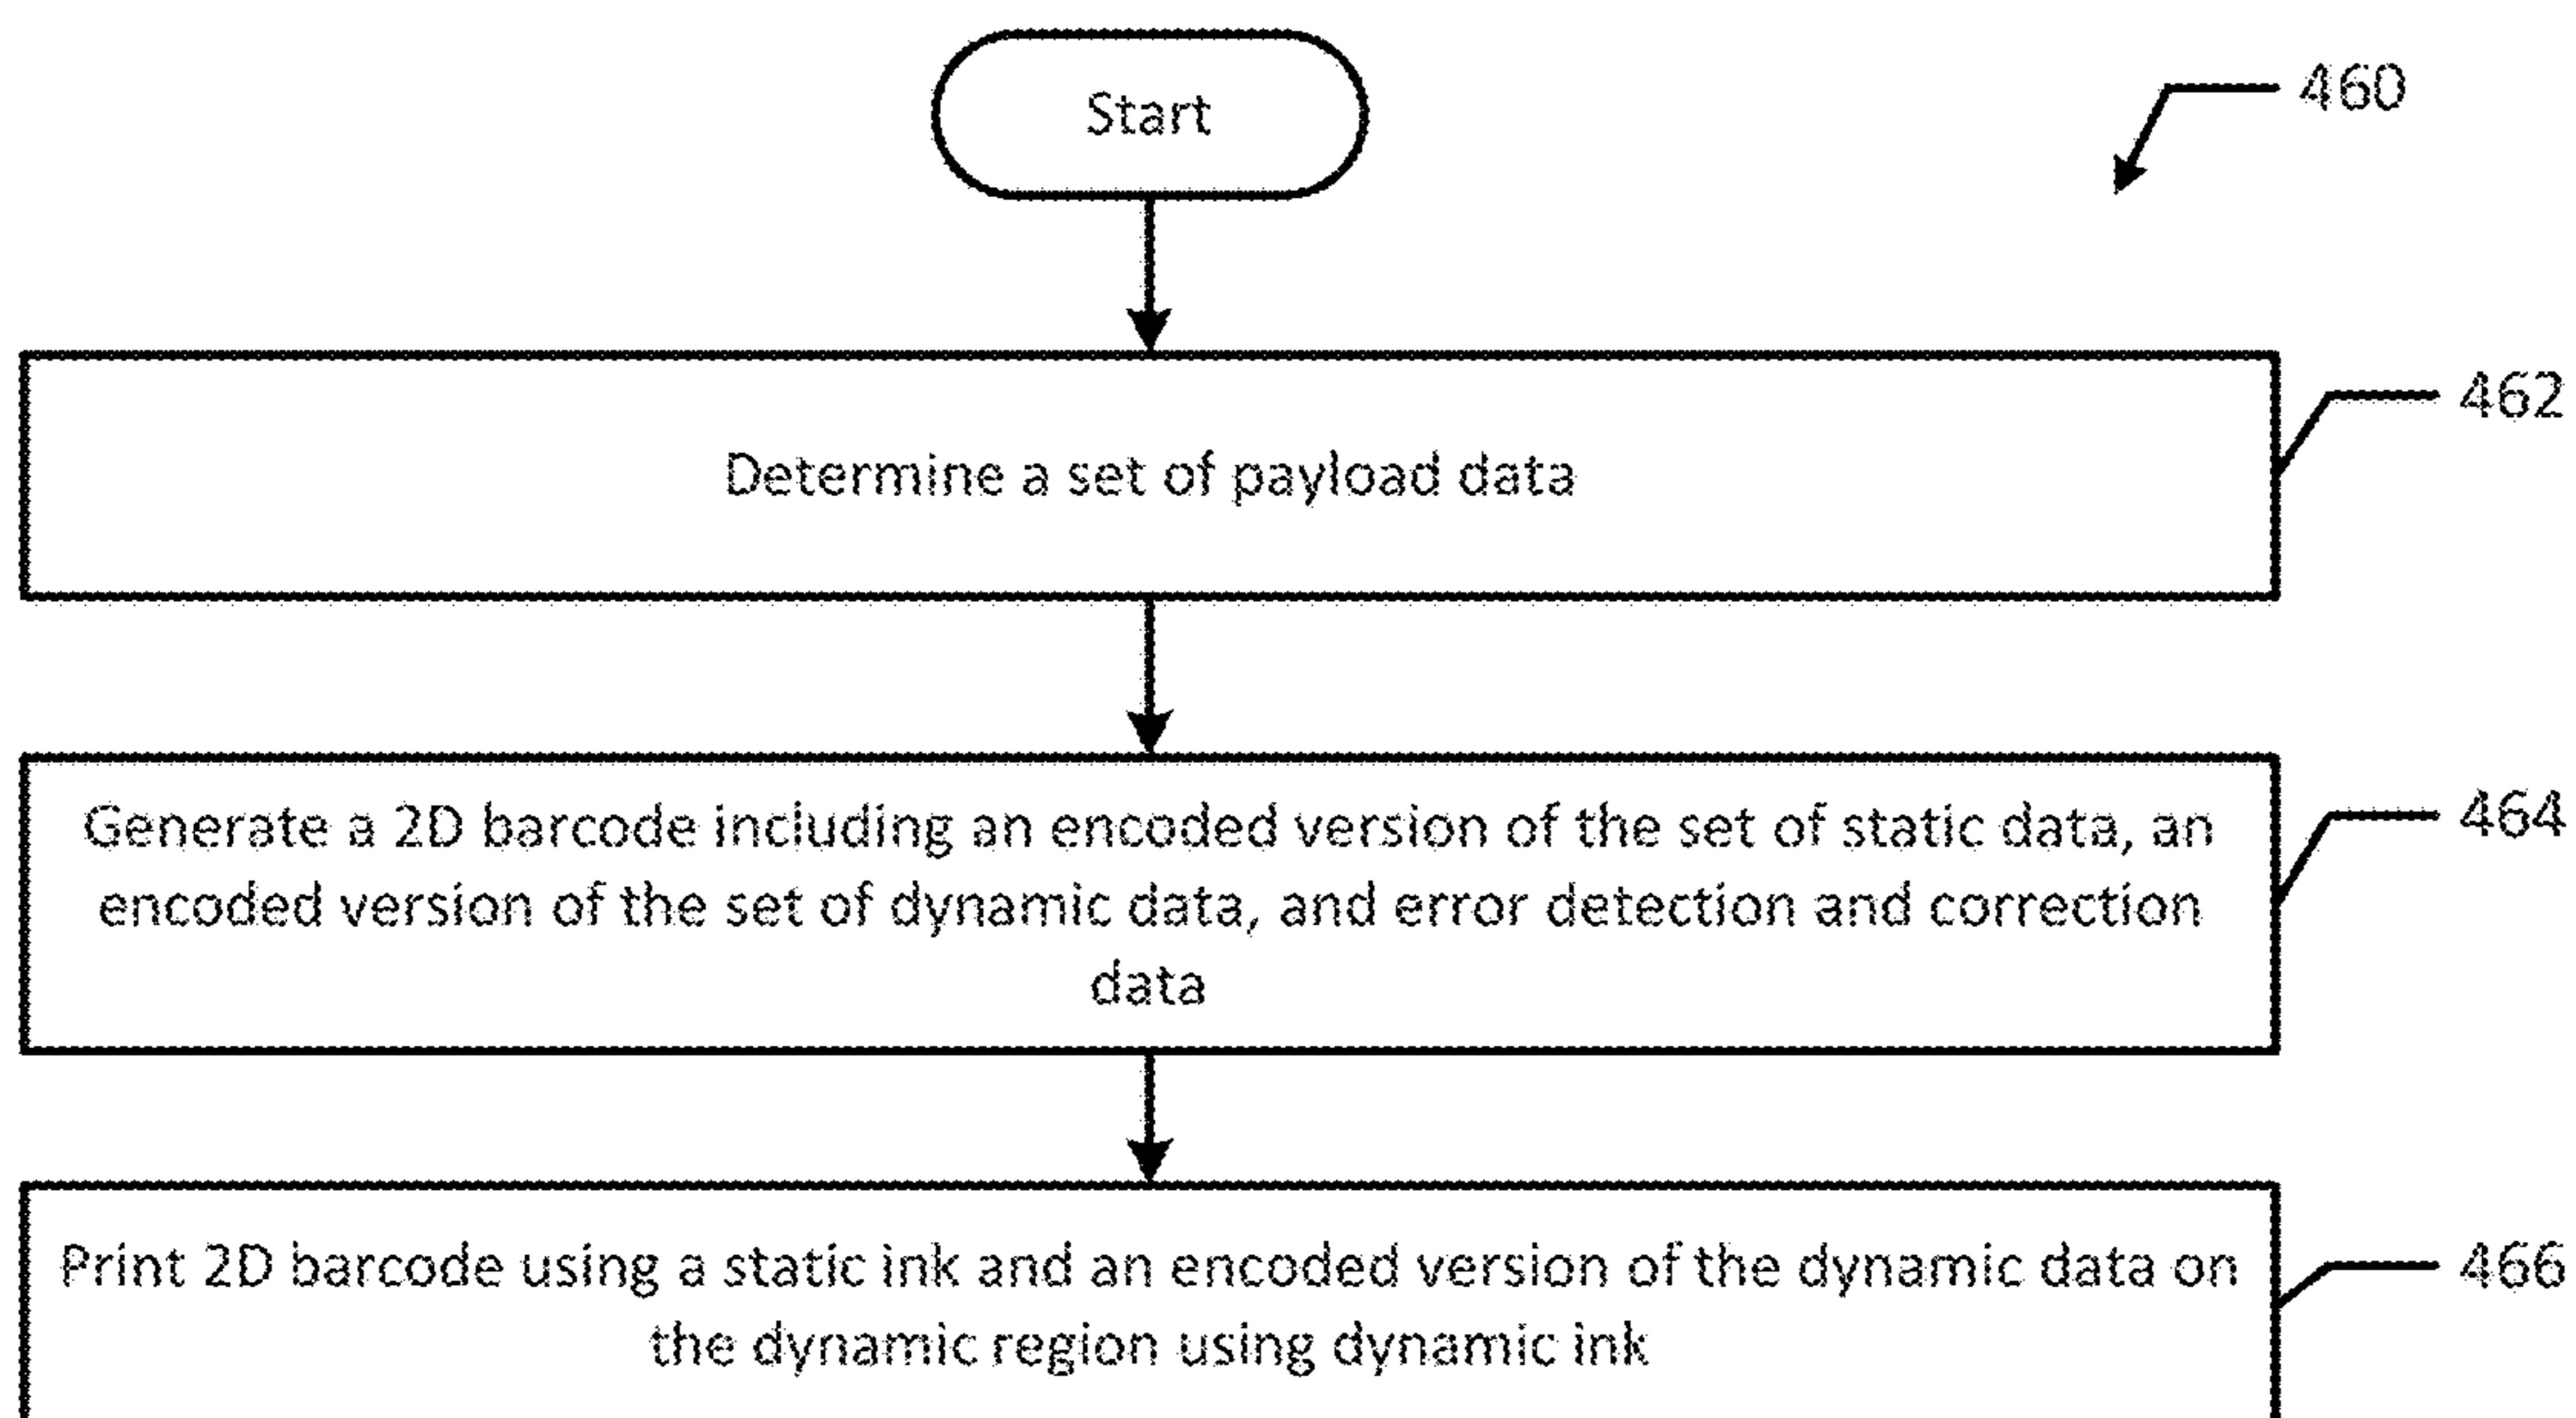 Start
460
462
Determine a set of payload data
Generate a 2D barcode including an encoded version of the set of static data, an
464
encoded version of the set of dynamic data, and error detection and correction
data
Print 2D barcode using a static ink and an encoded version of the dynamic data on
466
the dynamic region using dynamic ink